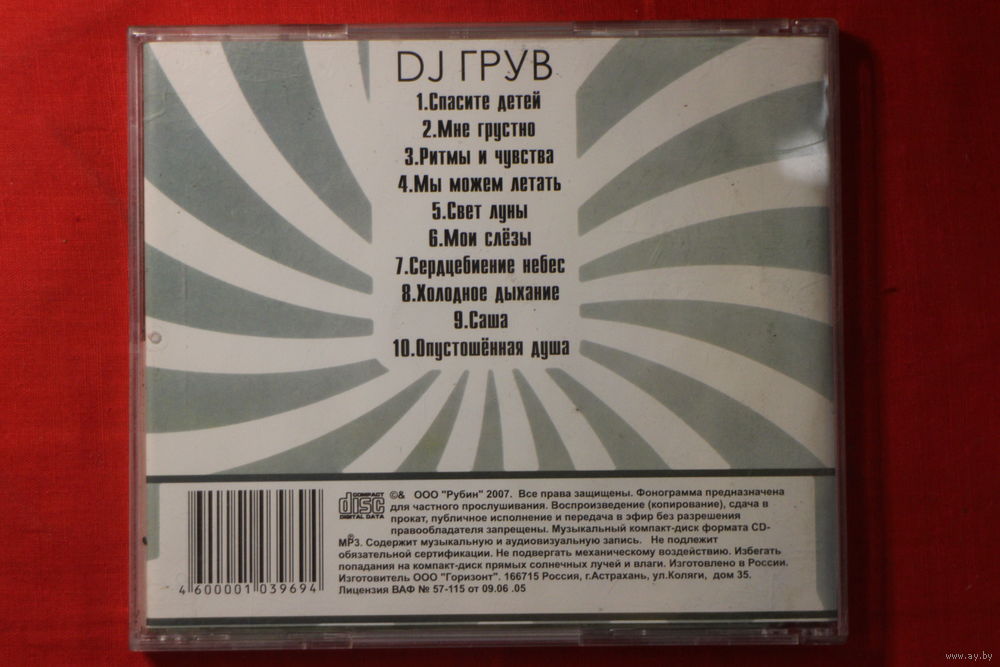 DJ ГРУВ
1.Спасите детей
2.Мне грустно
3.Ритмы и чувства
4.Мы можем летать
5.Свет луны
6.Мои слёзы
7.Сердцебиение небес
8.Холодное дыхание
9.Саша
10.Опустошённая душа
4 600001 039694
COMPACT
disc
DIGITAL DATA
©& ООО "Рубин" 2007. Все права защищены. Фонограмма предназначена
для частного прослушивания. Воспроизведение (копирование), сдача в
прокат, публичное исполнение и передача в эфир без разрешения
правообладателя запрещены. Музыкальный компакт-диск формата CD-
MP3. Содержит музыкальную и аудиовизуальную запись. Не подлежит
обязательной сертификации. Не подвергать механическому воздействию. Избегать
попадания на компакт-диск прямых солнечных лучей и влаги. Изготовлено в России.
Изготовитель ООО "Горизонт". 166715 Россия, г.Астрахань, ул.Коляги, дом 35.
Лицензия ВАФ № 57-115 от 09.06 .05
www.ay.by